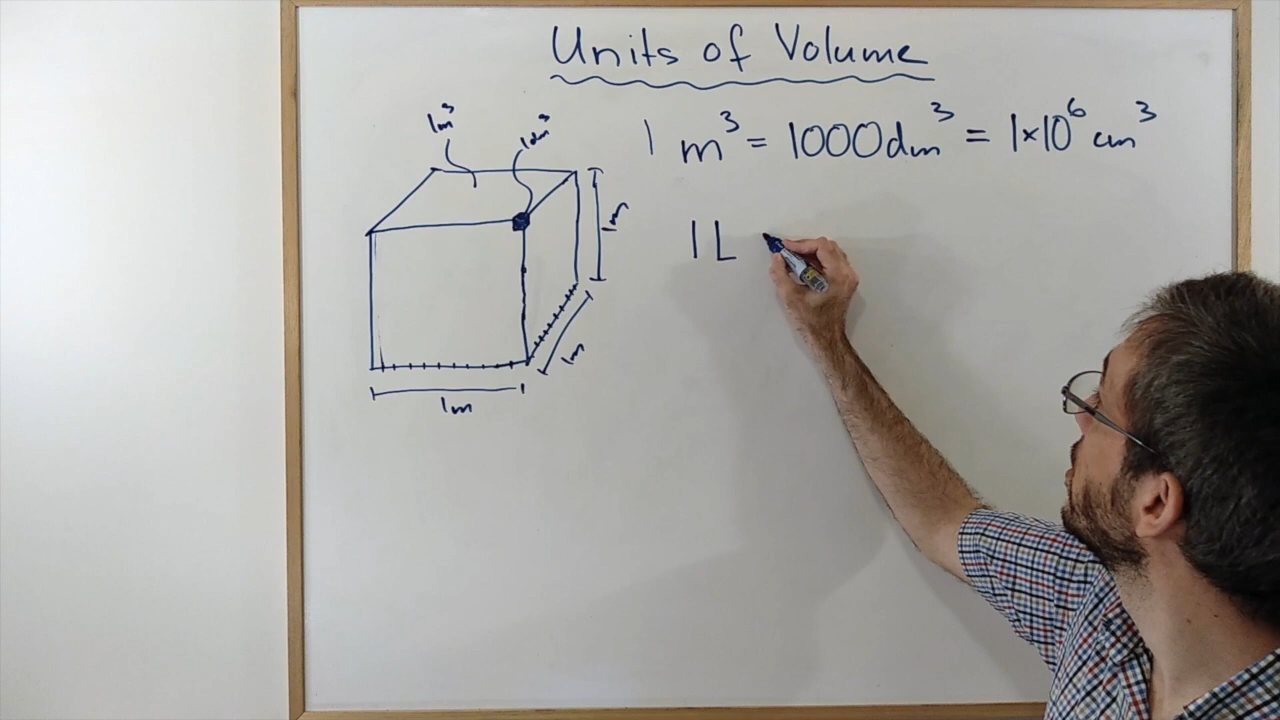 Units of Volume
1 m³ = 1000dm³ = 1×10⁶ cm³
1m³
1dm³
1L
1m
1m
1m